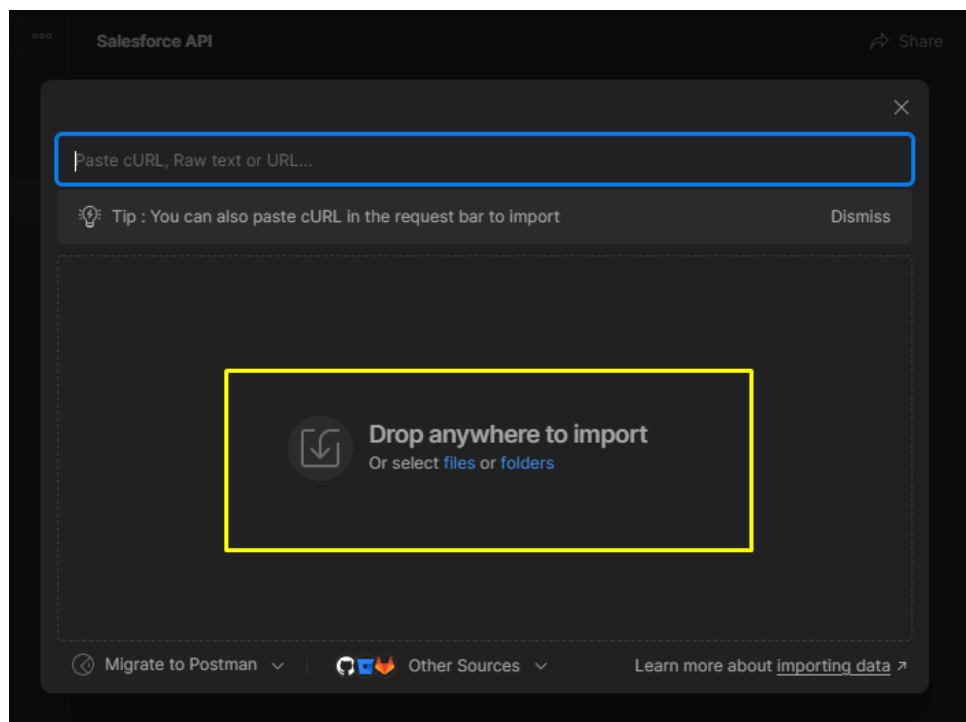 Salesforce API
Share
Paste cURL, Raw text or URL...
Tip : You can also paste cURL in the request bar to import
Dismiss
Drop anywhere to import
Or select files or folders
Migrate to Postman
Other Sources
Learn more about importing data